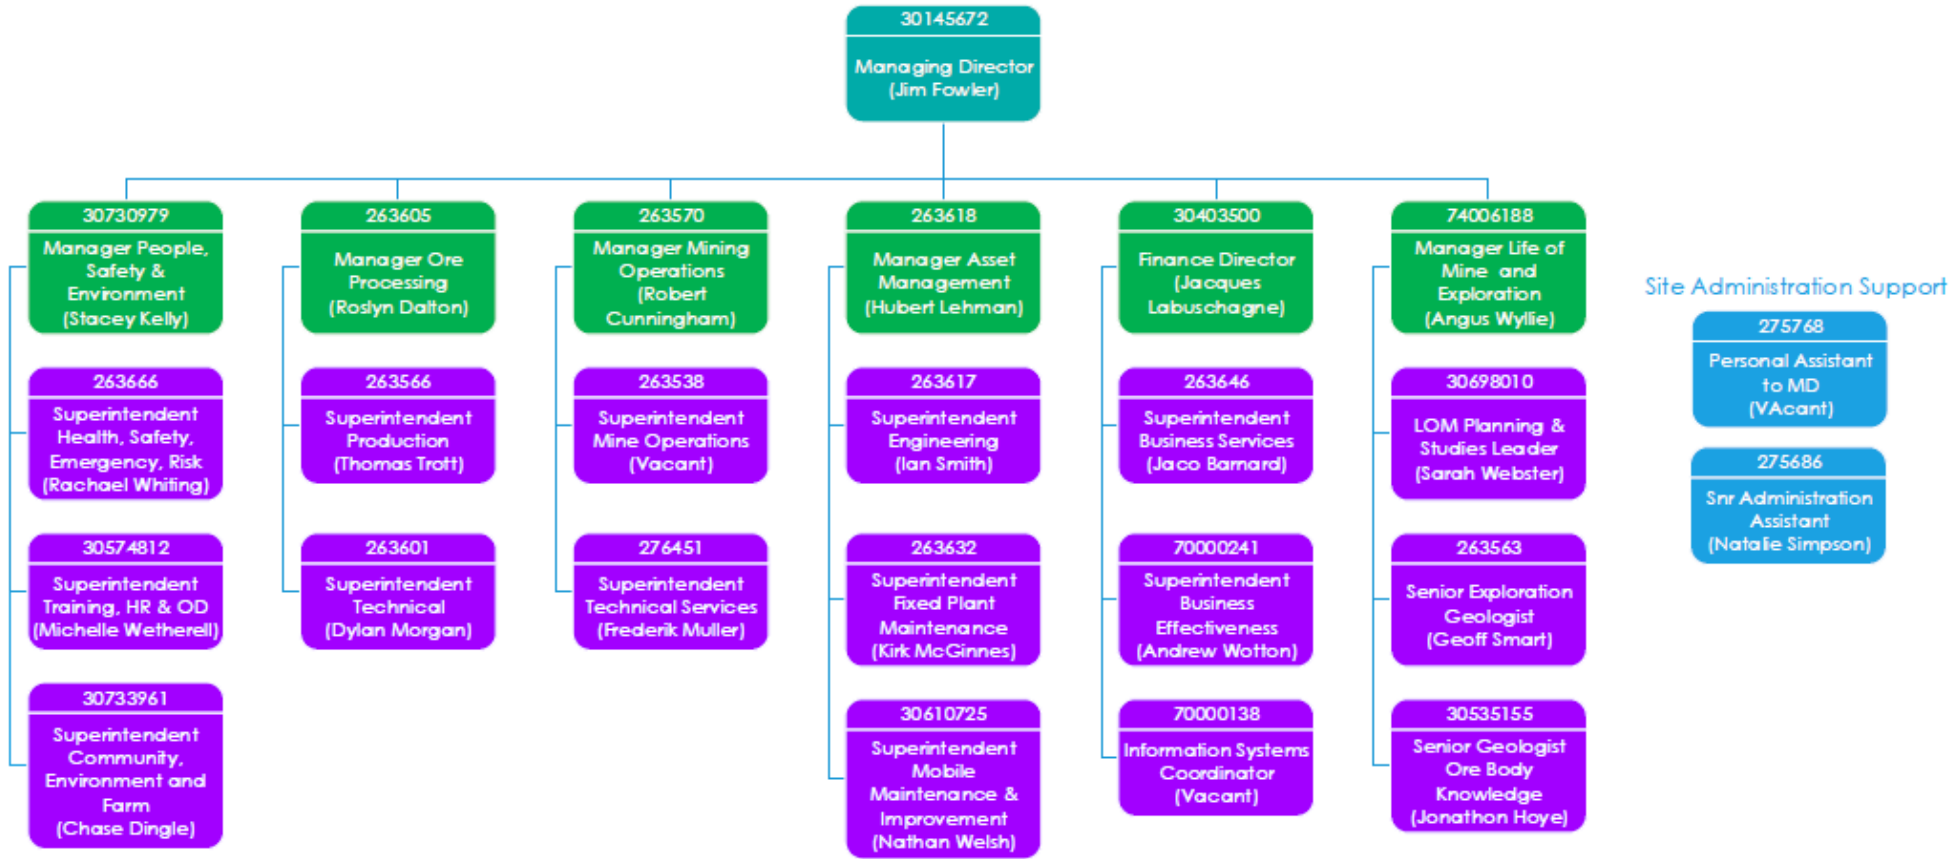 30145672
Managing Director
(Jim Fowler)
30730979
Manager People,
Safety &
Environment
(Stacey Kelly)
263605
Manager Ore
Processing
(Roslyn Dalton)
263570
Manager Mining
Operations
(Robert
Cunningham)
263618
Manager Asset
Management
(Hubert Lehman)
30403500
Finance Director
(Jacques
Labuschagne)
74006188
Manager Life of
Mine and
Exploration
(Angus Wyllie)
Site Administration Support
275768
Personal Assistant
to MD
(VAcant)
275686
Snr Administration
Assistant
(Natalie Simpson)
263666
Superintendent
Health, Safety,
Emergency, Risk
(Rachael Whiting)
263566
Superintendent
Production
(Thomas Trott)
263538
Superintendent
Mine Operations
(Vacant)
263617
Superintendent
Engineering
(Ian Smith)
263646
Superintendent
Business Services
(Jaco Barnard)
30698010
LOM Planning &
Studies Leader
(Sarah Webster)
30574812
Superintendent
Training, HR & OD
(Michelle Wetherell)
263601
Superintendent
Technical
(Dylan Morgan)
276451
Superintendent
Technical Services
(Frederik Muller)
263632
Superintendent
Fixed Plant
Maintenance
(Kirk McGinnes)
70000241
Superintendent
Business
Effectiveness
(Andrew Wotton)
263563
Senior Exploration
Geologist
(Geoff Smart)
30733961
Superintendent
Community,
Environment and
Farm
(Chase Dingle)
30610725
Superintendent
Mobile
Maintenance &
Improvement
(Nathan Welsh)
70000138
Information Systems
Coordinator
(Vacant)
30535155
Senior Geologist
Ore Body
Knowledge
(Jonathon Hoye)